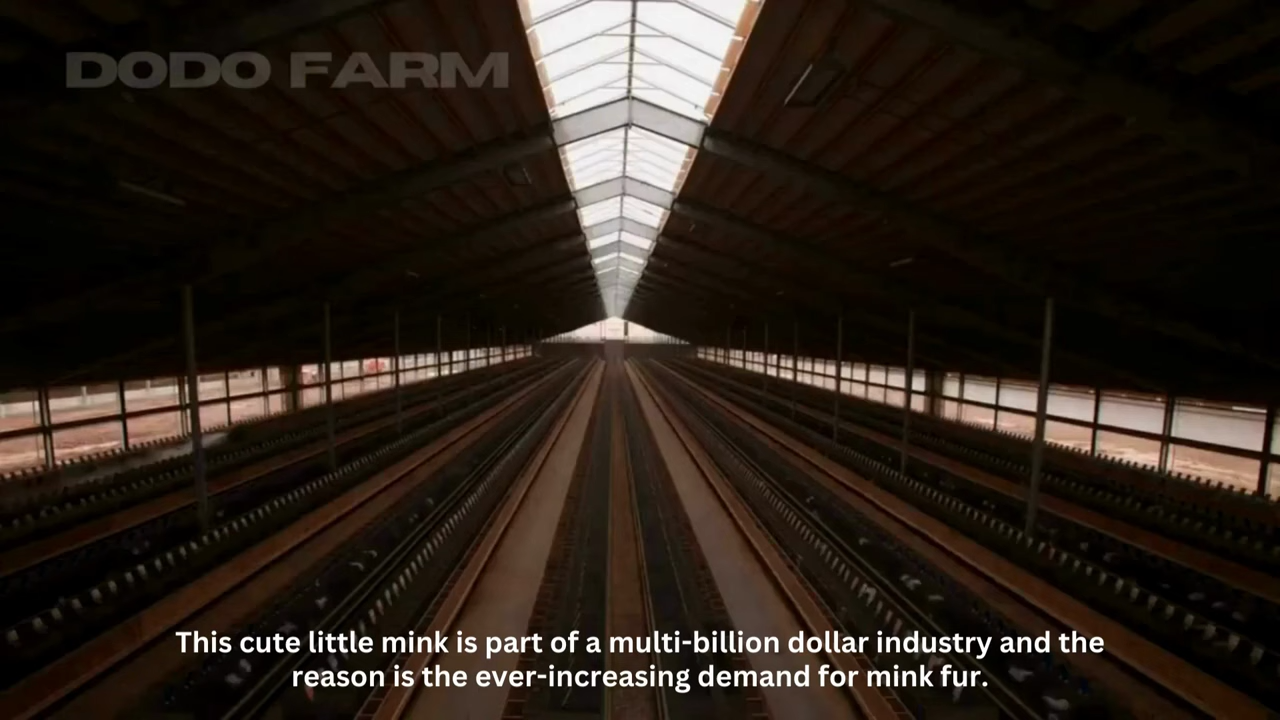 DODO FARM
This cute little mink is part of a multi-billion dollar industry and the
reason is the ever-increasing demand for mink fur.